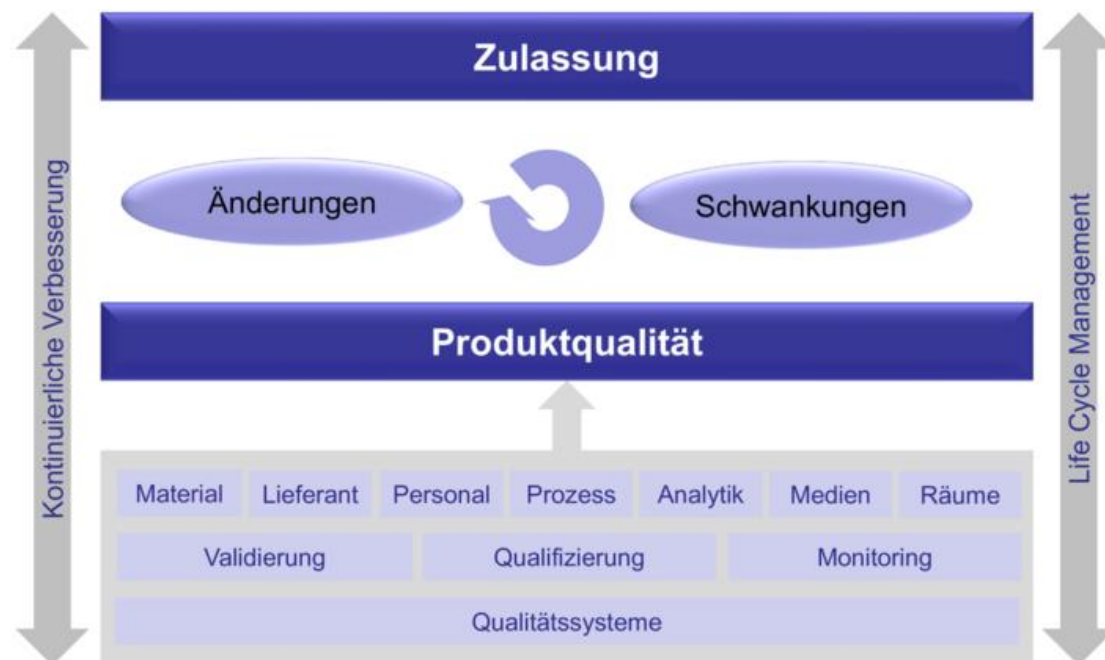 Zulassung
Änderungen
Schwankungen
Produktqualität
Material
Lieferant
Personal
Prozess
Analytik
Medien
Räume
Validierung
Qualifizierung
Monitoring
Qualitätssysteme
Kontinuierliche Verbesserung
Life Cycle Management